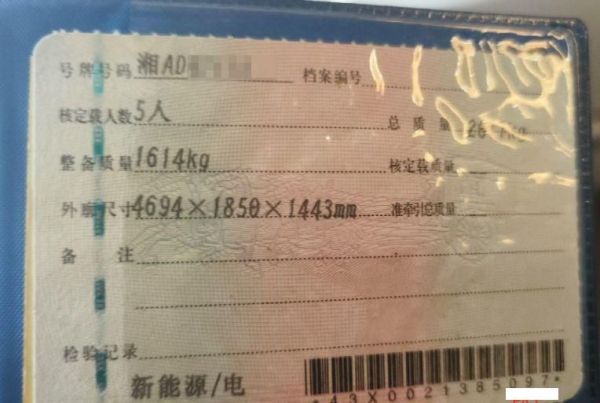 号牌号码 湘AD 档案编号
核定载人数 5人 总质量 kg
整备质量 1614kg 核定载质量
外廓尺寸 4694×1850×1443mm 准牵引总质量
备注
检验记录
新能源/电
*43X0021385097*